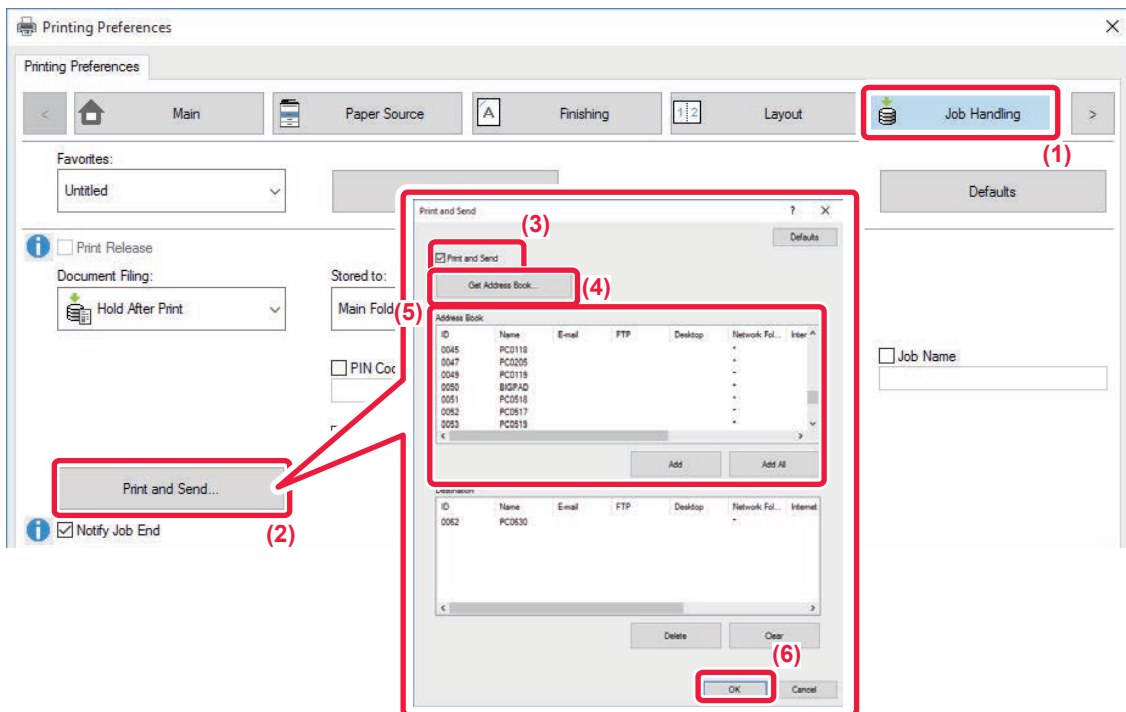 Printing Preferences
Printing Preferences
< Main Paper Source Finishing Layout Job Handling >
(1)
Favorites:
Untitled
Defaults
Print and Send ? X
Defaults
(3)
Print and Send
Get Address Book...
(4)
(5)
Address Book
ID Name E-mail FTP Desktop Network Fol... Inter
0045 PC0118 -
0047 PC0205 -
0049 PC0119 -
0050 BIGPAD -
0051 PC0518 -
0052 PC0517 -
0053 PC0519 -
Add Add All
Destination
ID Name E-mail FTP Desktop Network Fol... Internet
0052 PC0530 -
Delete Clear
(6)
OK Cancel
Print Release
Document Filing: Stored to:
Hold After Print Main Fold
PIN Coc
Job Name
Print and Send...
(2)
Notify Job End